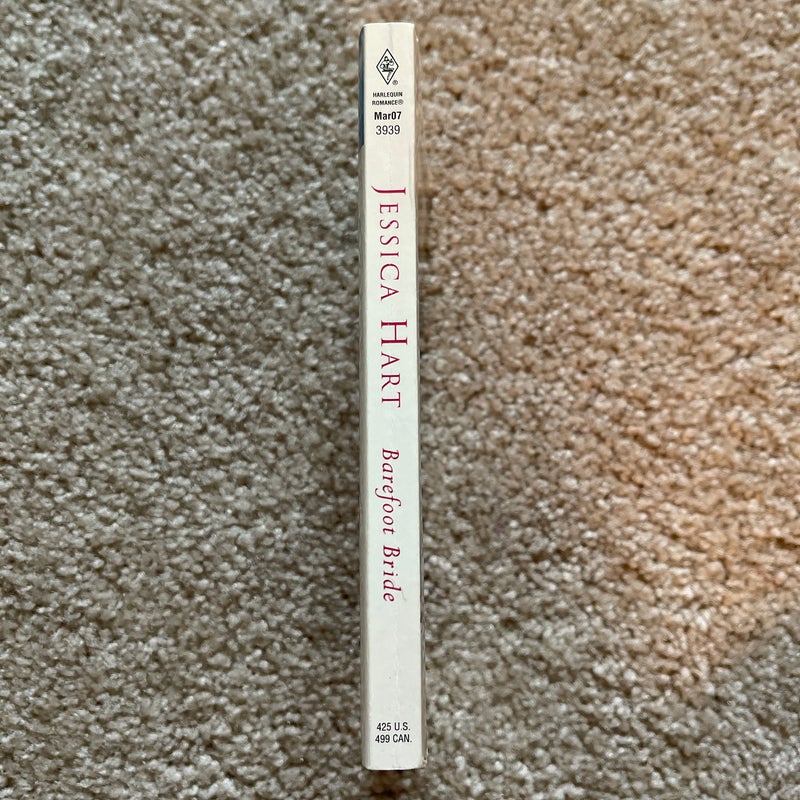 HARLEQUIN
ROMANCE®
Mar07
3939
JESSICA HART
Barefoot Bride
425 U.S.
499 CAN.